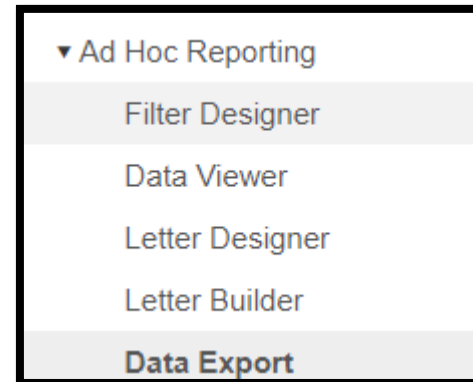 Ad Hoc Reporting
Filter Designer
Data Viewer
Letter Designer
Letter Builder
Data Export